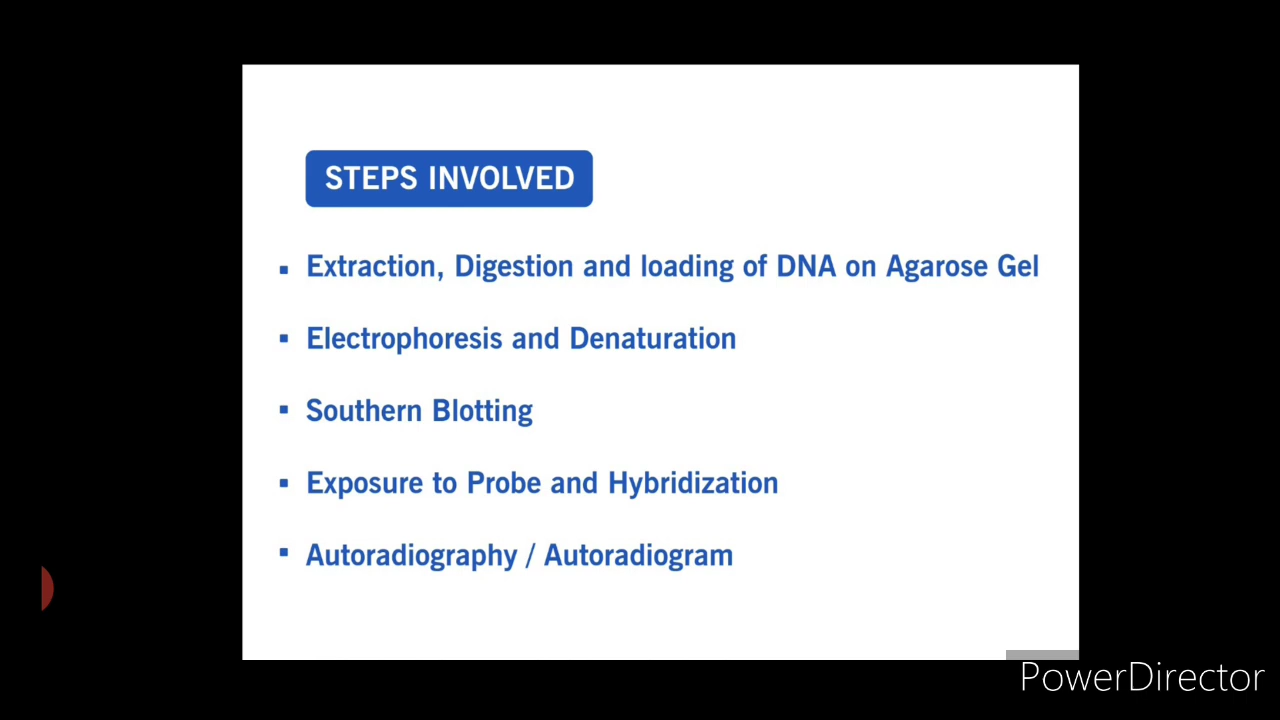 STEPS INVOLVED
▪ Extraction, Digestion and loading of DNA on Agarose Gel
▪ Electrophoresis and Denaturation
▪ Southern Blotting
▪ Exposure to Probe and Hybridization
▪ Autoradiography / Autoradiogram
PowerDirector